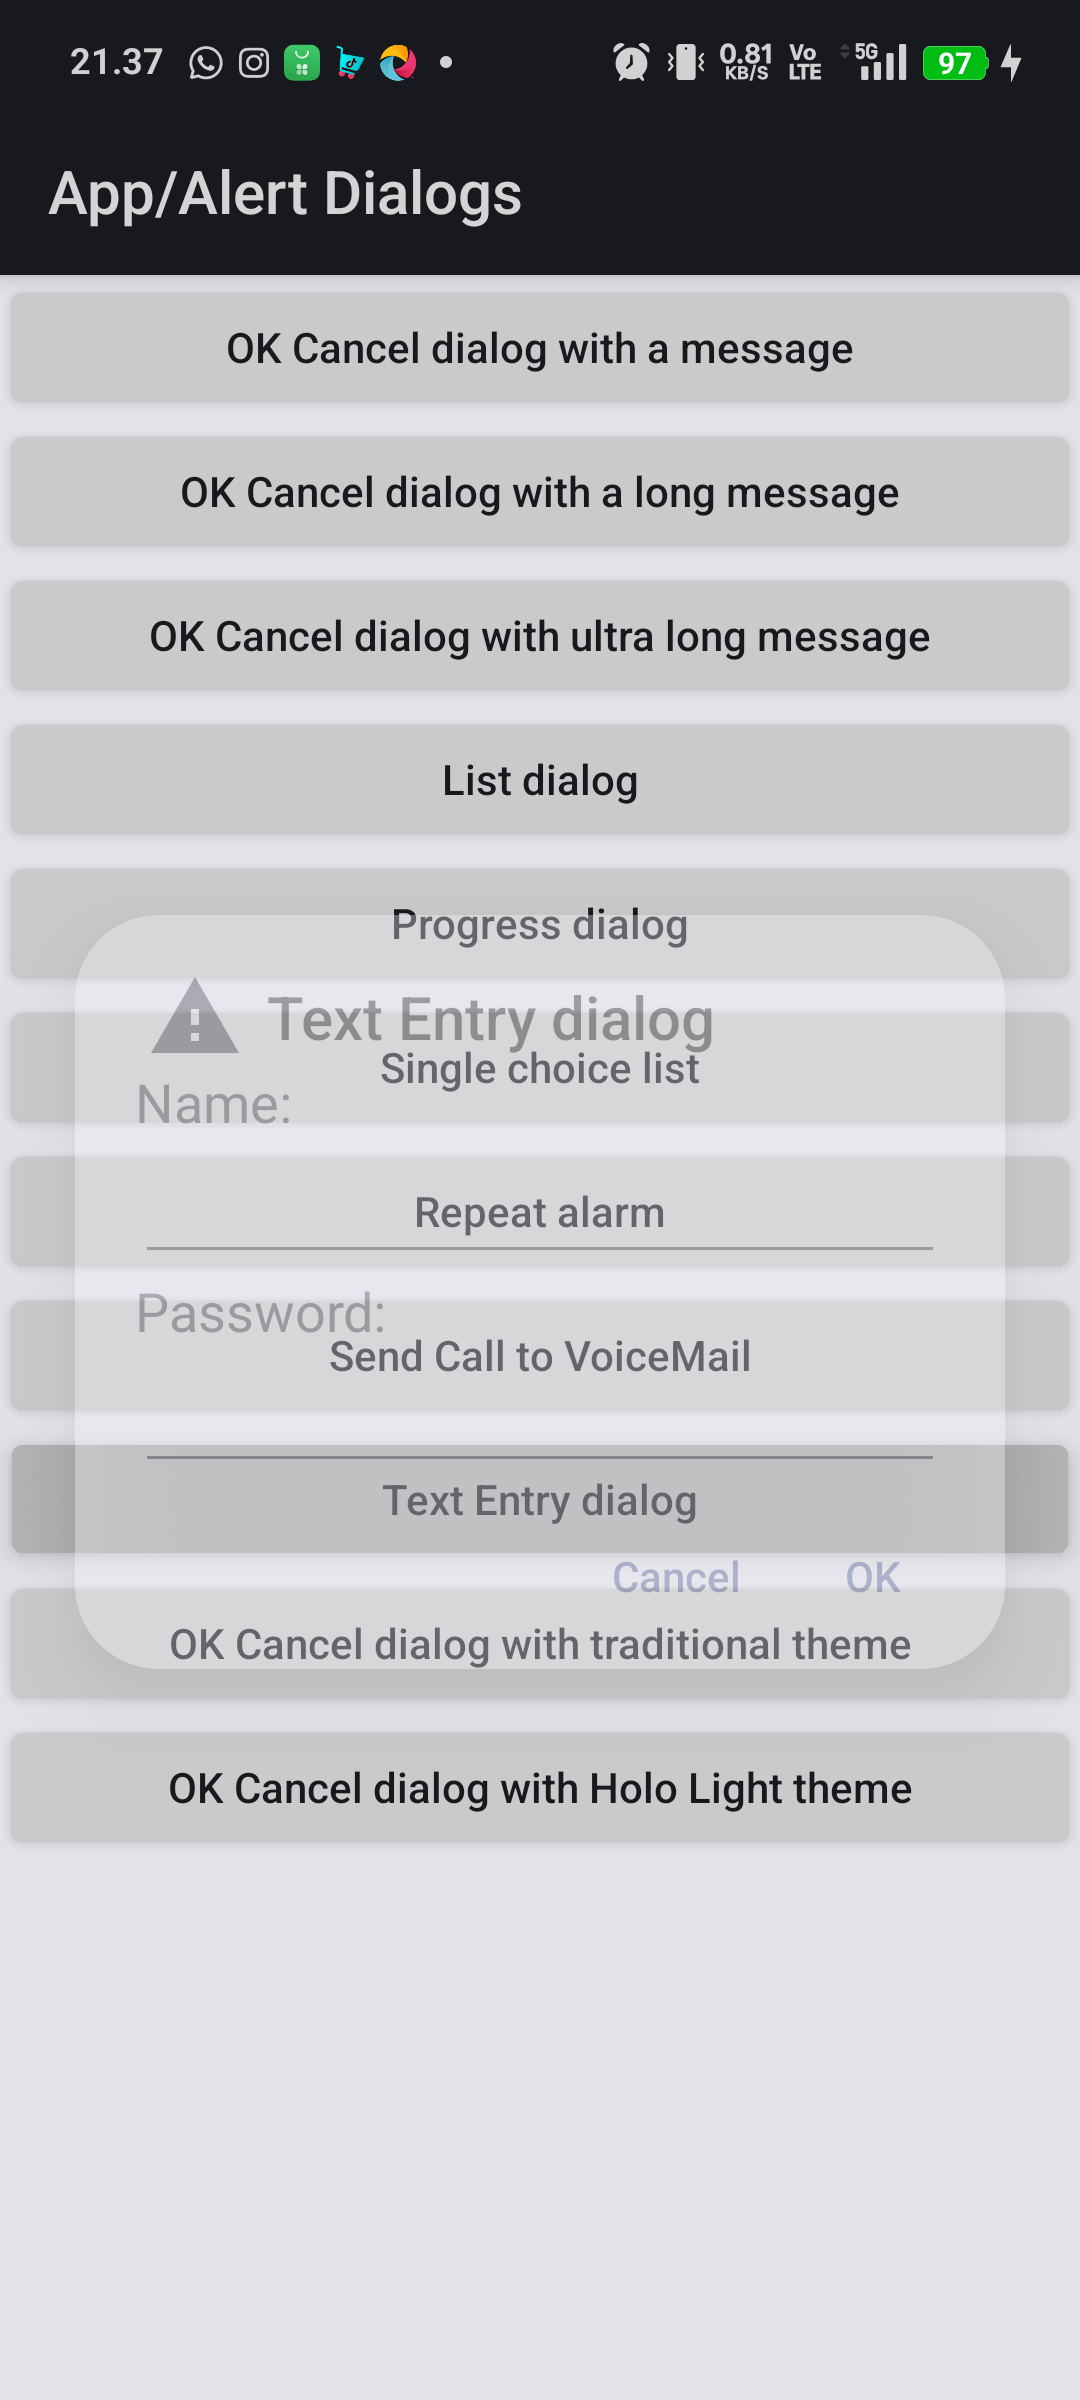 21.37
0.81
KB/S
Vo
LTE
5G
97
App/Alert Dialogs
OK Cancel dialog with a message
OK Cancel dialog with a long message
OK Cancel dialog with ultra long message
List dialog
Progress dialog
Text Entry dialog
Single choice list
Name:
Repeat alarm
Password:
Send Call to VoiceMail
Text Entry dialog
Cancel
OK
OK Cancel dialog with traditional theme
OK Cancel dialog with Holo Light theme